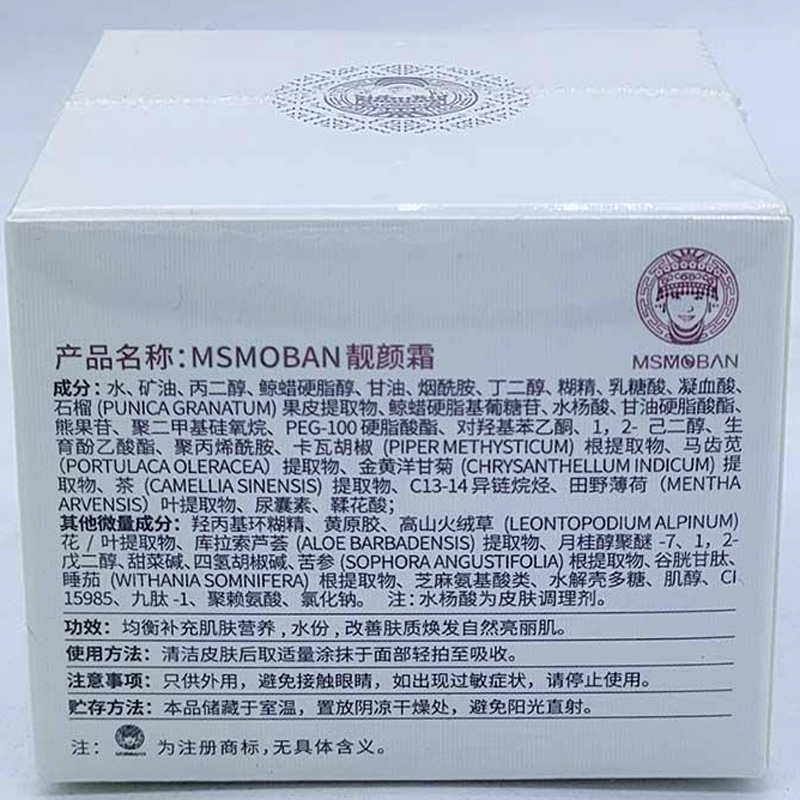 MSMOBAN
产品名称：MSMOBAN 靓颜霜
成分：水、矿油、丙二醇、鲸蜡硬脂醇、甘油、烟酰胺、丁二醇、糊精、乳糖酸、凝血酸、
石榴 (PUNICA GRANATUM) 果皮提取物、鲸蜡硬脂基葡糖苷、水杨酸、甘油硬脂酸酯、
熊果苷、聚二甲基硅氧烷、PEG-100 硬脂酸酯、对羟基苯乙酮、1，2- 己二醇、生
育酚乙酸酯、聚丙烯酰胺、卡瓦胡椒 (PIPER METHYSTICUM) 根提取物、马齿苋
（PORTULACA OLERACEA）提取物、金黄洋甘菊 (CHRYSANTHELLUM INDICUM) 提
取物、茶 (CAMELLIA SINENSIS) 提取物、C13-14 异链烷烃、田野薄荷（MENTHA
ARVENSIS）叶提取物、尿囊素、鞣花酸；
其他微量成分：羟丙基环糊精、黄原胶、高山火绒草 (LEONTOPODIUM ALPINUM)
花 / 叶提取物、库拉索芦荟 (ALOE BARBADENSIS) 提取物、月桂醇聚醚 -7、1，2-
戊二醇、甜菜碱、四氢胡椒碱、苦参 (SOPHORA ANGUSTIFOLIA) 根提取物、谷胱甘肽、
睡茄 (WITHANIA SOMNIFERA) 根提取物、芝麻氨基酸类、水解壳多糖、肌醇、CI
15985、九肽 -1、聚赖氨酸、氯化钠。 注：水杨酸为皮肤调理剂。
功效：均衡补充肌肤营养，水份，改善肤质焕发自然亮丽肌。
使用方法：清洁皮肤后取适量涂抹于面部轻拍至吸收。
注意事项：只供外用，避免接触眼睛，如出现过敏症状，请停止使用。
贮存方法：本品储藏于室温，置放阴凉干燥处，避免阳光直射。
注： MSMOBAN 为注册商标，无具体含义。